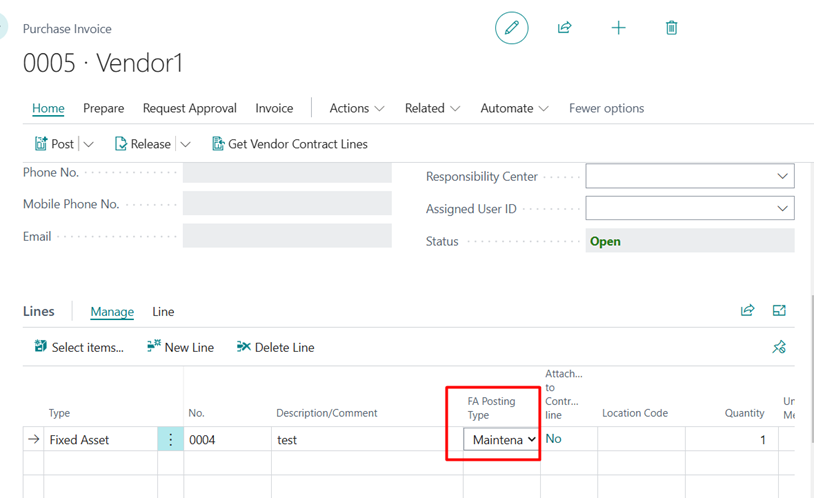 Purchase Invoice
0005 · Vendor1
Home Prepare Request Approval Invoice Actions Related Automate Fewer options
Post Release Get Vendor Contract Lines
Phone No. Responsibility Center
Mobile Phone No. Assigned User ID
Email Status Open
Lines Manage Line
Select items... New Line Delete Line
Type No. Description/Comment FA Posting Type Attach... to Contr... line Location Code Quantity Un Me
Fixed Asset 0004 test Maintena No 1